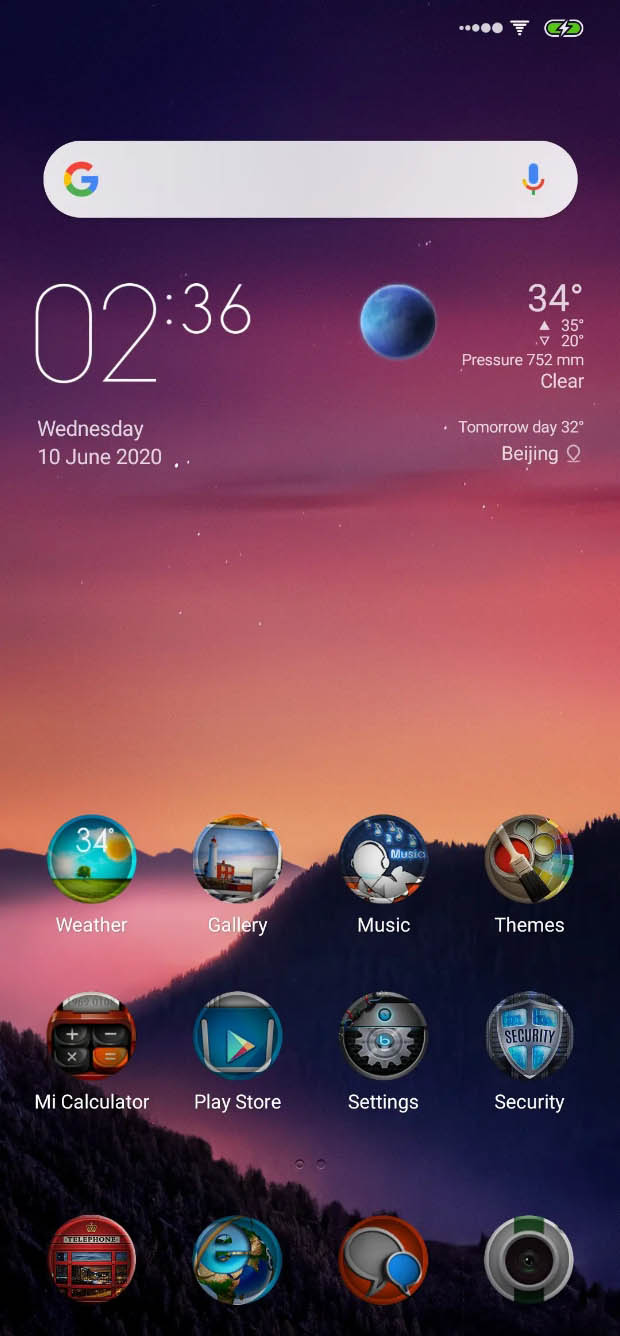 02:36
Wednesday
10 June 2020
34°
▲ 35°
▽ 20°
Pressure 752 mm
Clear
Tomorrow day 32°
Beijing
34°
Weather
Gallery
Music
Music
Themes
Mi Calculator
Play Store
SECURITY
Settings
Security
TELEPHONE